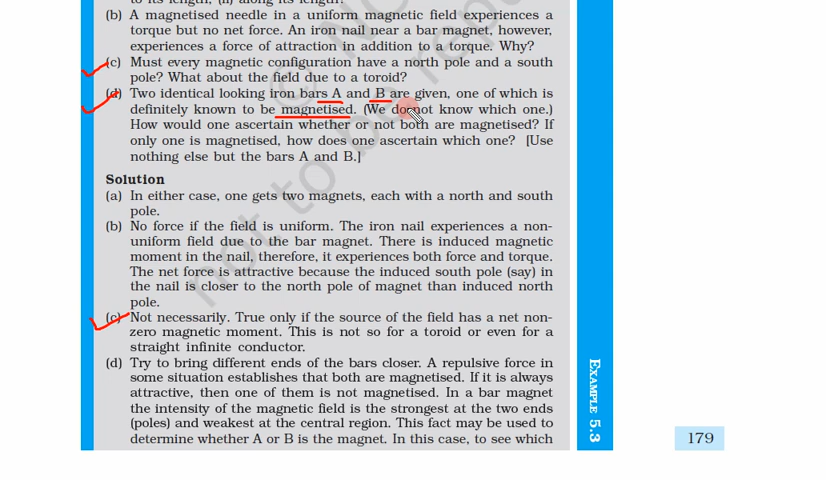 to its length, (ii) along its length?
(b) A magnetised needle in a uniform magnetic field experiences a
torque but no net force. An iron nail near a bar magnet, however,
experiences a force of attraction in addition to a torque. Why?
(c) Must every magnetic configuration have a north pole and a south
pole? What about the field due to a toroid?
(d) Two identical looking iron bars A and B are given, one of which is
definitely known to be magnetised. (We do not know which one.)
How would one ascertain whether or not both are magnetised? If
only one is magnetised, how does one ascertain which one? [Use
nothing else but the bars A and B.]
Solution
(a) In either case, one gets two magnets, each with a north and south
pole.
(b) No force if the field is uniform. The iron nail experiences a non-
uniform field due to the bar magnet. There is induced magnetic
moment in the nail, therefore, it experiences both force and torque.
The net force is attractive because the induced south pole (say) in
the nail is closer to the north pole of magnet than induced north
pole.
(c) Not necessarily. True only if the source of the field has a net non-
zero magnetic moment. This is not so for a toroid or even for a
straight infinite conductor.
(d) Try to bring different ends of the bars closer. A repulsive force in
some situation establishes that both are magnetised. If it is always
attractive, then one of them is not magnetised. In a bar magnet
the intensity of the magnetic field is the strongest at the two ends
(poles) and weakest at the central region. This fact may be used to
determine whether A or B is the magnet. In this case, to see which
EXAMPLE 5.3
179
not to be rep
© NC